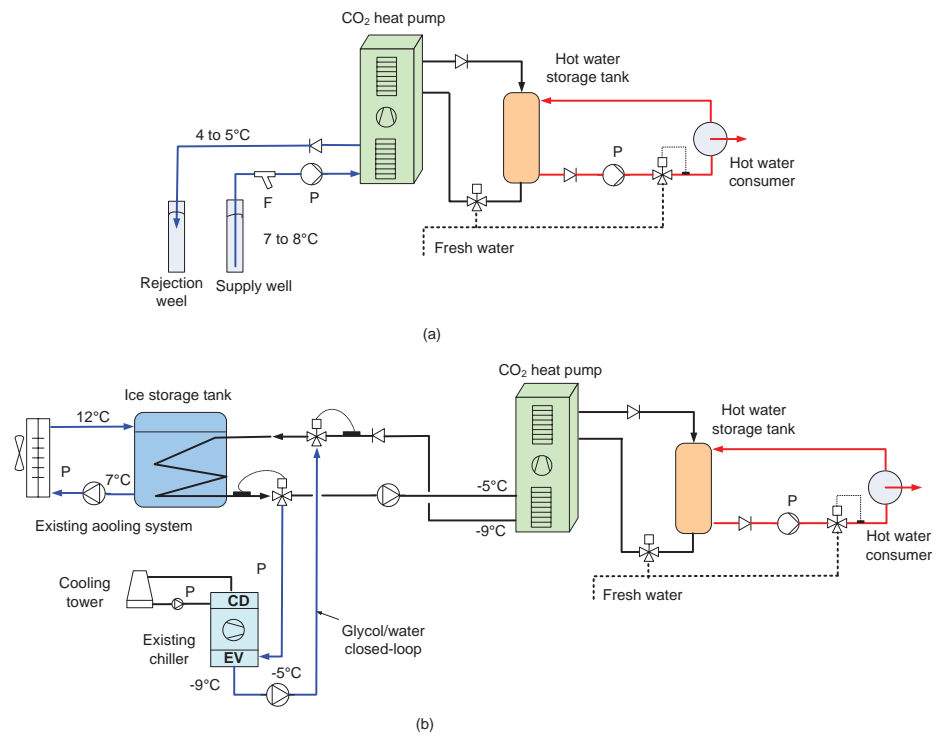 CO₂ heat pump
Hot water
storage tank
4 to 5°C
P
F
P
Hot water
consumer
7 to 8°C
Fresh water
Rejection
weel
Supply well
(a)
CO₂ heat pump
Ice storage tank
12°C
Hot water
storage tank
P
7°C
-5°C
P
-9°C
Existing aooling system
Hot water
consumer
Cooling
tower
P
P
CD
Fresh water
Existing
chiller
Glycol/water
closed-loop
EV
-9°C
-5°C
(b)